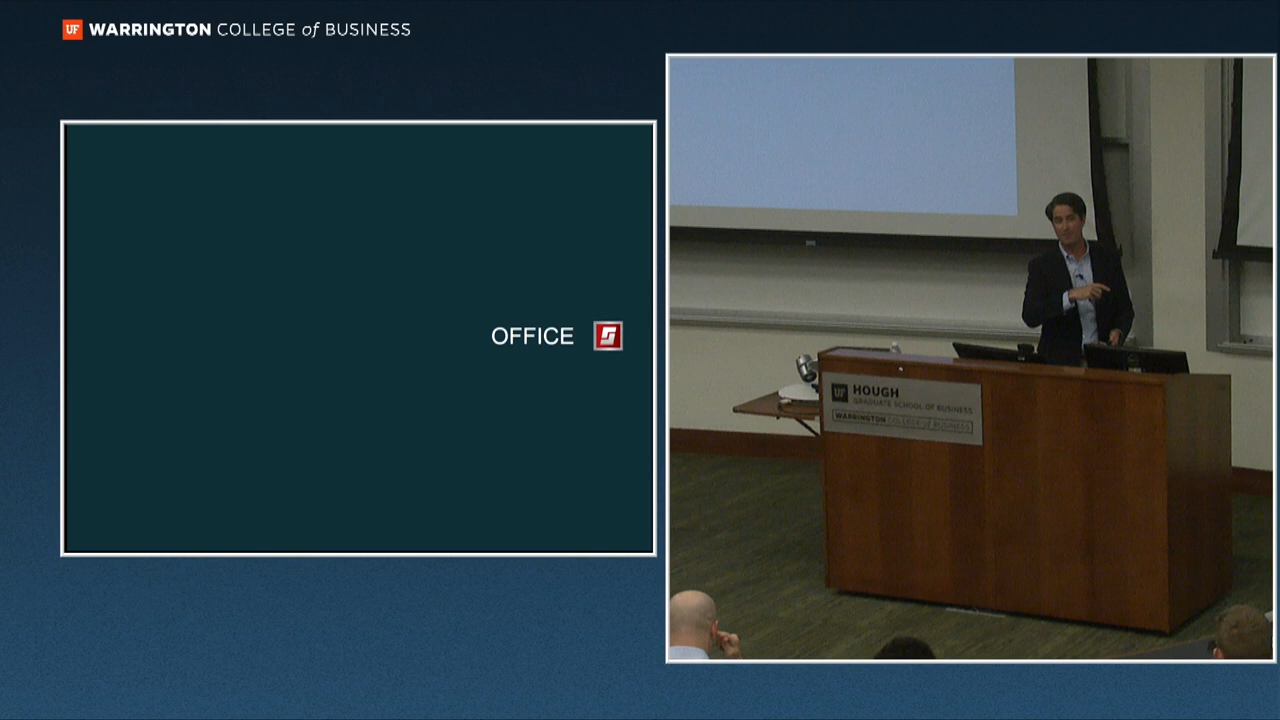 UF WARRINGTON COLLEGE of BUSINESS
OFFICE
UF HOUGH
GRADUATE SCHOOL OF BUSINESS
WARRINGTON COLLEGE of BUSINESS